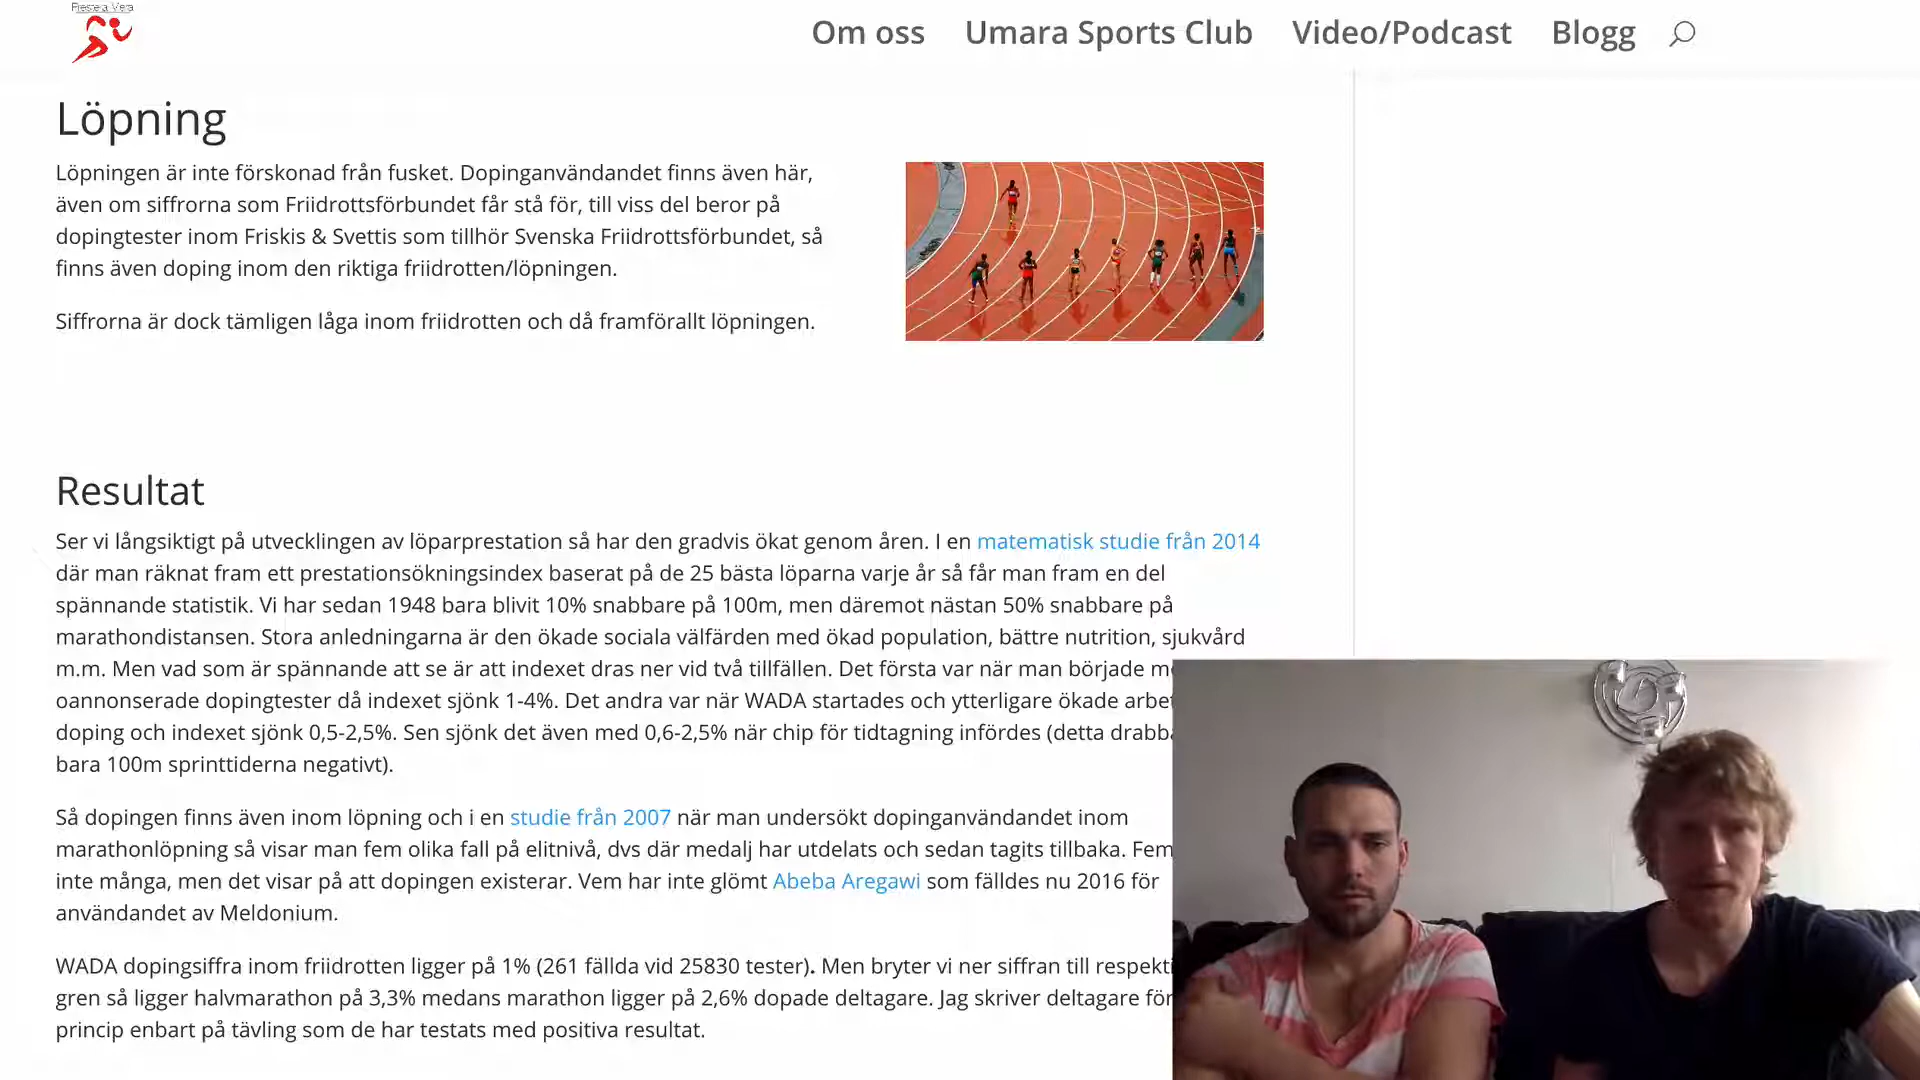 Prestera Mera
Om oss
Umara Sports Club
Video/Podcast
Blogg
Löpning
Löpningen är inte förskonad från fusket. Dopinganvändandet finns även här,
även om siffrorna som Friidrottsförbundet får stå för, till viss del beror på
dopingtester inom Friskis & Svettis som tillhör Svenska Friidrottsförbundet, så
finns även doping inom den riktiga friidrotten/löpningen.
Siffrorna är dock tämligen låga inom friidrotten och då framförallt löpningen.
Resultat
Ser vi långsiktigt på utvecklingen av löparprestation så har den gradvis ökat genom åren. I en matematisk studie från 2014
där man räknat fram ett prestationsökningsindex baserat på de 25 bästa löparna varje år så får man fram en del
spännande statistik. Vi har sedan 1948 bara blivit 10% snabbare på 100m, men däremot nästan 50% snabbare på
marathondistansen. Stora anledningarna är den ökade sociala välfärden med ökad population, bättre nutrition, sjukvård
m.m. Men vad som är spännande att se är att indexet dras ner vid två tillfällen. Det första var när man började m
oannonserade dopingtester då indexet sjönk 1-4%. Det andra var när WADA startades och ytterligare ökade arbe
doping och indexet sjönk 0,5-2,5%. Sen sjönk det även med 0,6-2,5% när chip för tidtagning infördes (detta drabb
bara 100m sprinttiderna negativt).
Så dopingen finns även inom löpning och i en studie från 2007 när man undersökt dopinganvändandet inom
marathonlöpning så visar man fem olika fall på elitnivå, dvs där medalj har utdelats och sedan tagits tillbaka. Fem
inte många, men det visar på att dopingen existerar. Vem har inte glömt Abeba Aregawi som fälldes nu 2016 för
användandet av Meldonium.
WADA dopingsiffra inom friidrotten ligger på 1% (261 fällda vid 25830 tester). Men bryter vi ner siffran till respekti
gren så ligger halvmarathon på 3,3% medans marathon ligger på 2,6% dopade deltagare. Jag skriver deltagare för
princip enbart på tävling som de har testats med positiva resultat.